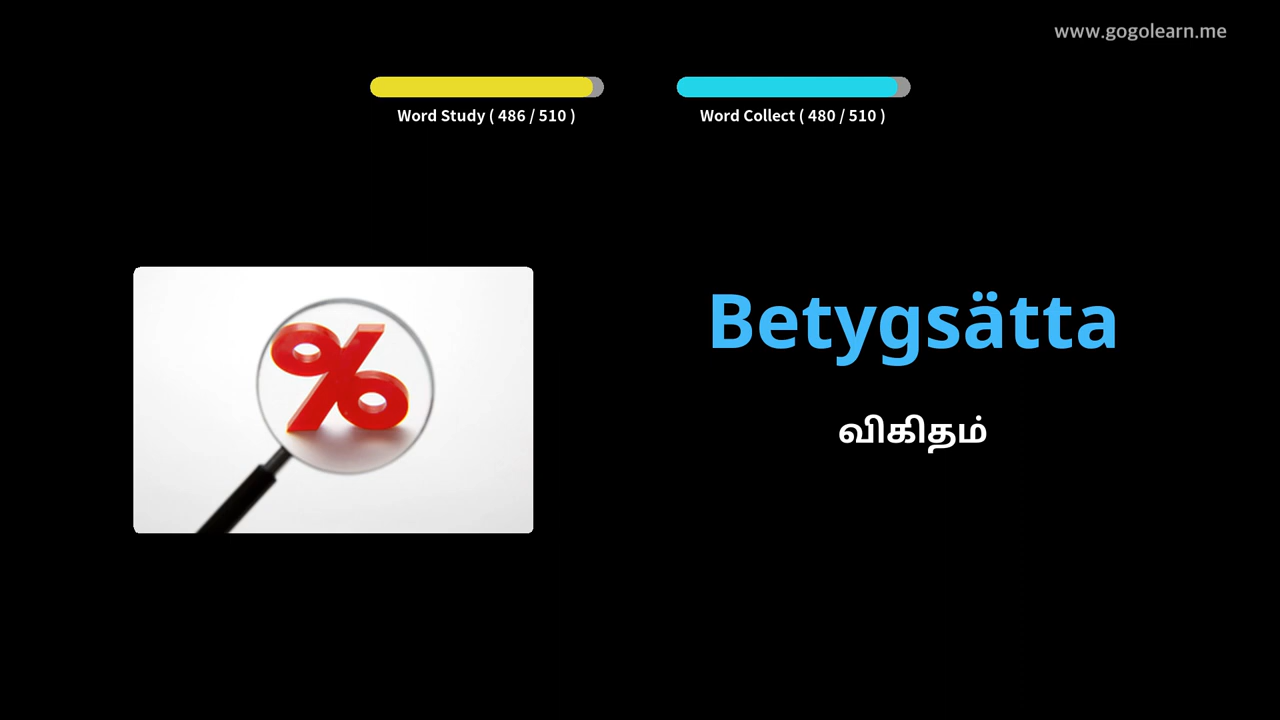 www.gogolearn.me
Word Study ( 486 / 510 )
Word Collect ( 480 / 510 )
%
Betygsätta
விகிதம்